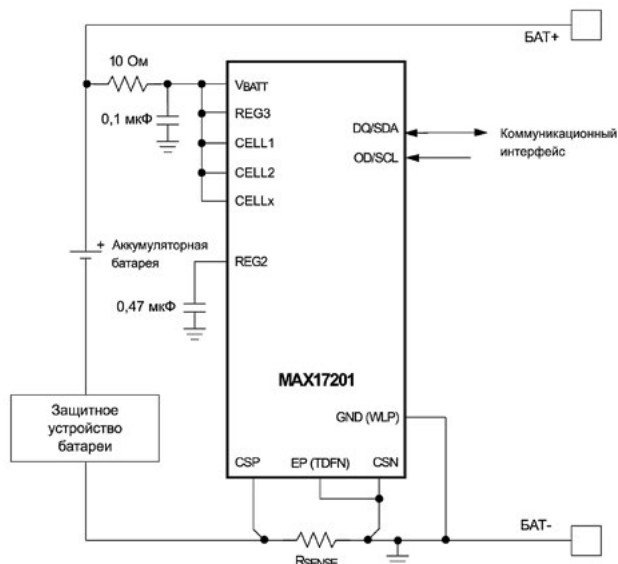 БАТ+
10 Ом
VBATT
0,1 мкФ
REG3
CELL1
CELL2
CELLx
DQ/SDA
OD/SCL
Коммуникационный
интерфейс
+ Аккумуляторная
батарея
REG2
0,47 мкФ
MAX17201
Защитное
устройство
батареи
GND (WLP)
CSP
EP (TDFN)
CSN
БАТ-
RSENSE